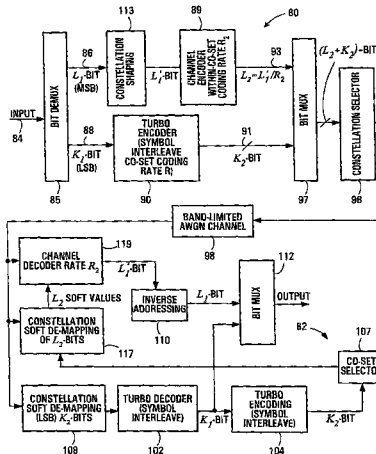 113
89
80
86
L₁-BIT
(MSB)
CONSTELLATION
SHAPING
L₁'-BIT
CHANNEL
ENCODER
WITHIN-CO-SET
CODING RATE R₂
93
L₂=L₁'/R₂
(L₂+K₂)-BIT
INPUT
84
BIT DEMUX
85
88
K₁-BIT
(LSB)
TURBO
ENCODER (SYMBOL
INTERLEAVE
CO-SET CODING
RATE R)
90
91
K₂-BIT
BIT MUX
97
CONSTELLATION SELECTOR
96
BAND-LIMITED
AWGN CHANNEL
98
119
CHANNEL
DECODER RATE R₂
L₁'-BIT
112
L₂ SOFT VALUES
INVERSE
ADDRESSING
110
L₁-BIT
BIT MUX
OUTPUT
82
107
CONSTELLATION
SOFT DE-MAPPING
OF L₂-BITS
117
CO-SET
SELECTOR
CONSTELLATION
SOFT DE-MAPPING
(LSB) K₂-BITS
108
TURBO DECODER
(SYMBOL
INTERLEAVE)
102
K₁-BIT
TURBO
ENCODING
(SYMBOL
INTERLEAVE)
104
K₂-BIT